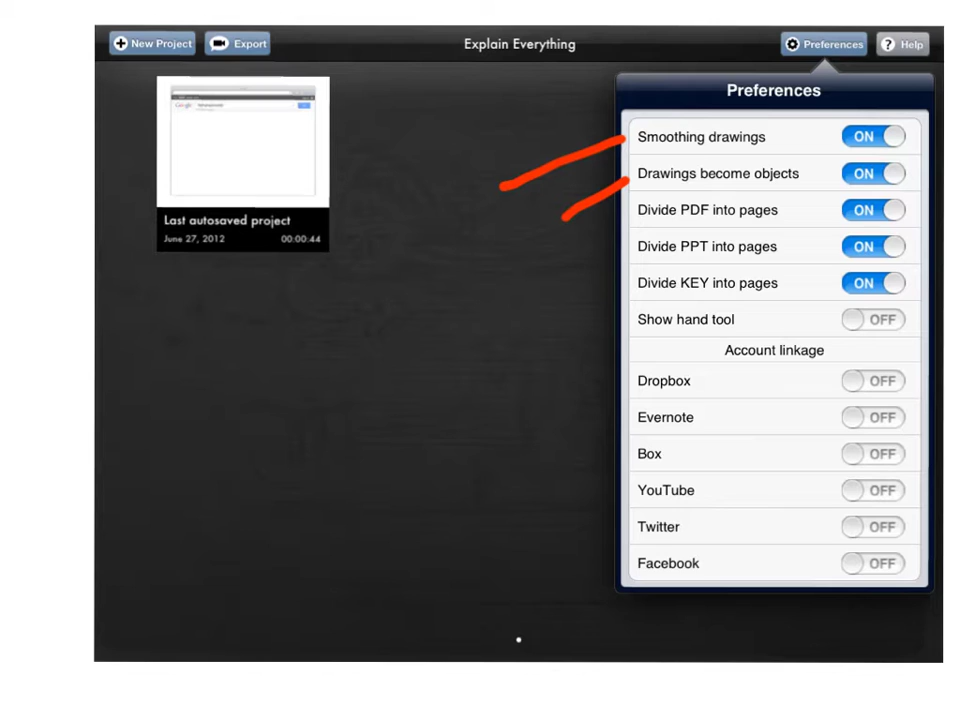 New Project Export Explain Everything Preferences ? Help
Preferences
Smoothing drawings ON
Drawings become objects ON
Divide PDF into pages ON
Divide PPT into pages ON
Divide KEY into pages ON
Show hand tool OFF
Account linkage
Dropbox OFF
Evernote OFF
Box OFF
YouTube OFF
Twitter OFF
Facebook OFF
Google
Last autosaved project
June 27, 2012 00:00:44